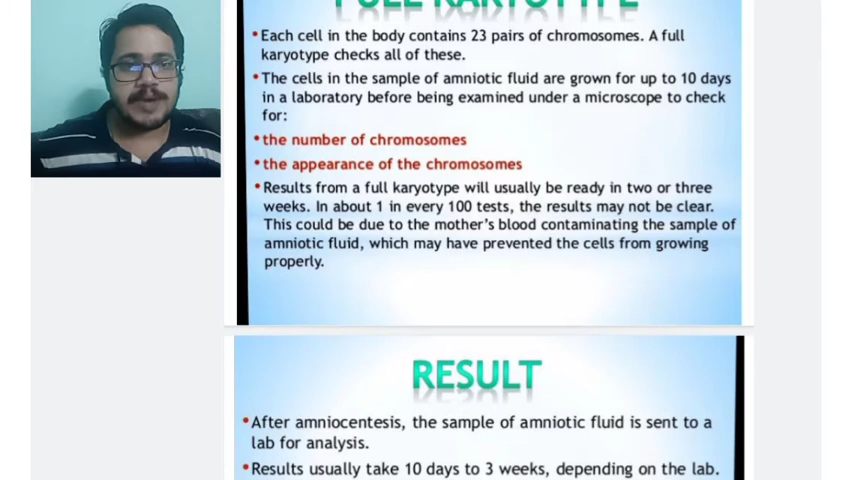 FULL KARYOTYPE
•Each cell in the body contains 23 pairs of chromosomes. A full
karyotype checks all of these.
•The cells in the sample of amniotic fluid are grown for up to 10 days
in a laboratory before being examined under a microscope to check
for:
•the number of chromosomes
•the appearance of the chromosomes
•Results from a full karyotype will usually be ready in two or three
weeks. In about 1 in every 100 tests, the results may not be clear.
This could be due to the mother's blood contaminating the sample of
amniotic fluid, which may have prevented the cells from growing
properly.
RESULT
•After amniocentesis, the sample of amniotic fluid is sent to a
lab for analysis.
•Results usually take 10 days to 3 weeks, depending on the lab.